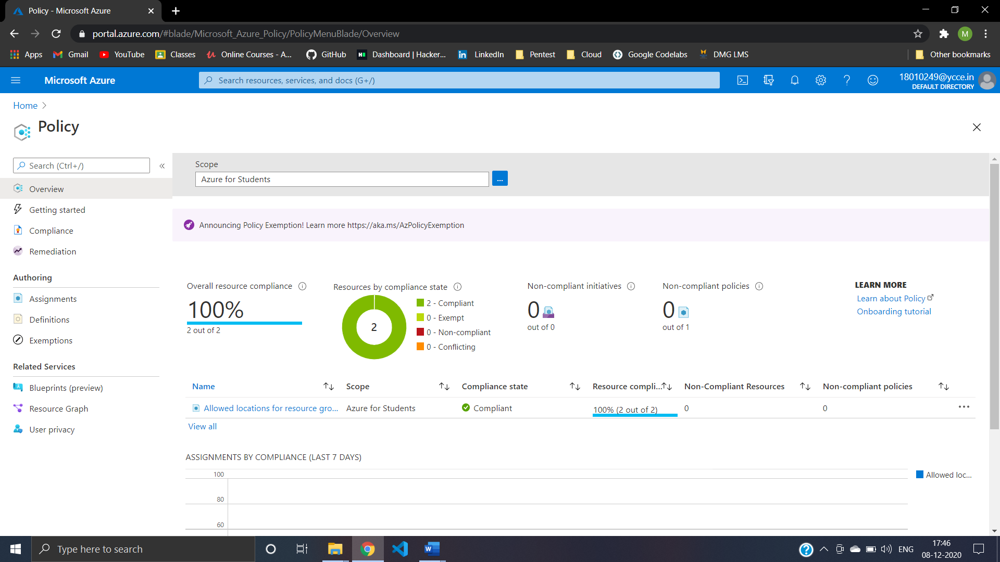 Policy - Microsoft Azure
portal.azure.com/#blade/Microsoft_Azure_Policy/PolicyMenuBlade/Overview
M
Apps Gmail YouTube Classes Online Courses - A... GitHub Dashboard | Hacker... LinkedIn Pentest Cloud Google Codelabs DMG LMS Other bookmarks
Microsoft Azure
Search resources, services, and docs (G+/)
18010249@ycce.in
DEFAULT DIRECTORY
Home
Policy
Search (Ctrl+/)
«
Overview
Getting started
Compliance
Remediation
Authoring
Assignments
Definitions
Exemptions
Related Services
Blueprints (preview)
Resource Graph
User privacy
Scope
Azure for Students
...
Announcing Policy Exemption! Learn more https://aka.ms/AzPolicyExemption
Overall resource compliance
100%
2 out of 2
Resources by compliance state
2
2 - Compliant
0 - Exempt
0 - Non-compliant
0 - Conflicting
Non-compliant initiatives
0
out of 0
Non-compliant policies
0
out of 1
LEARN MORE
Learn about Policy
Onboarding tutorial
Name Scope Compliance state Resource compli... Non-Compliant Resources Non-compliant policies
Allowed locations for resource gro... Azure for Students Compliant 100% (2 out of 2) 0 0
View all
ASSIGNMENTS BY COMPLIANCE (LAST 7 DAYS)
100
80
60
Allowed loc...
Type here to search
ENG
17:46
08-12-2020